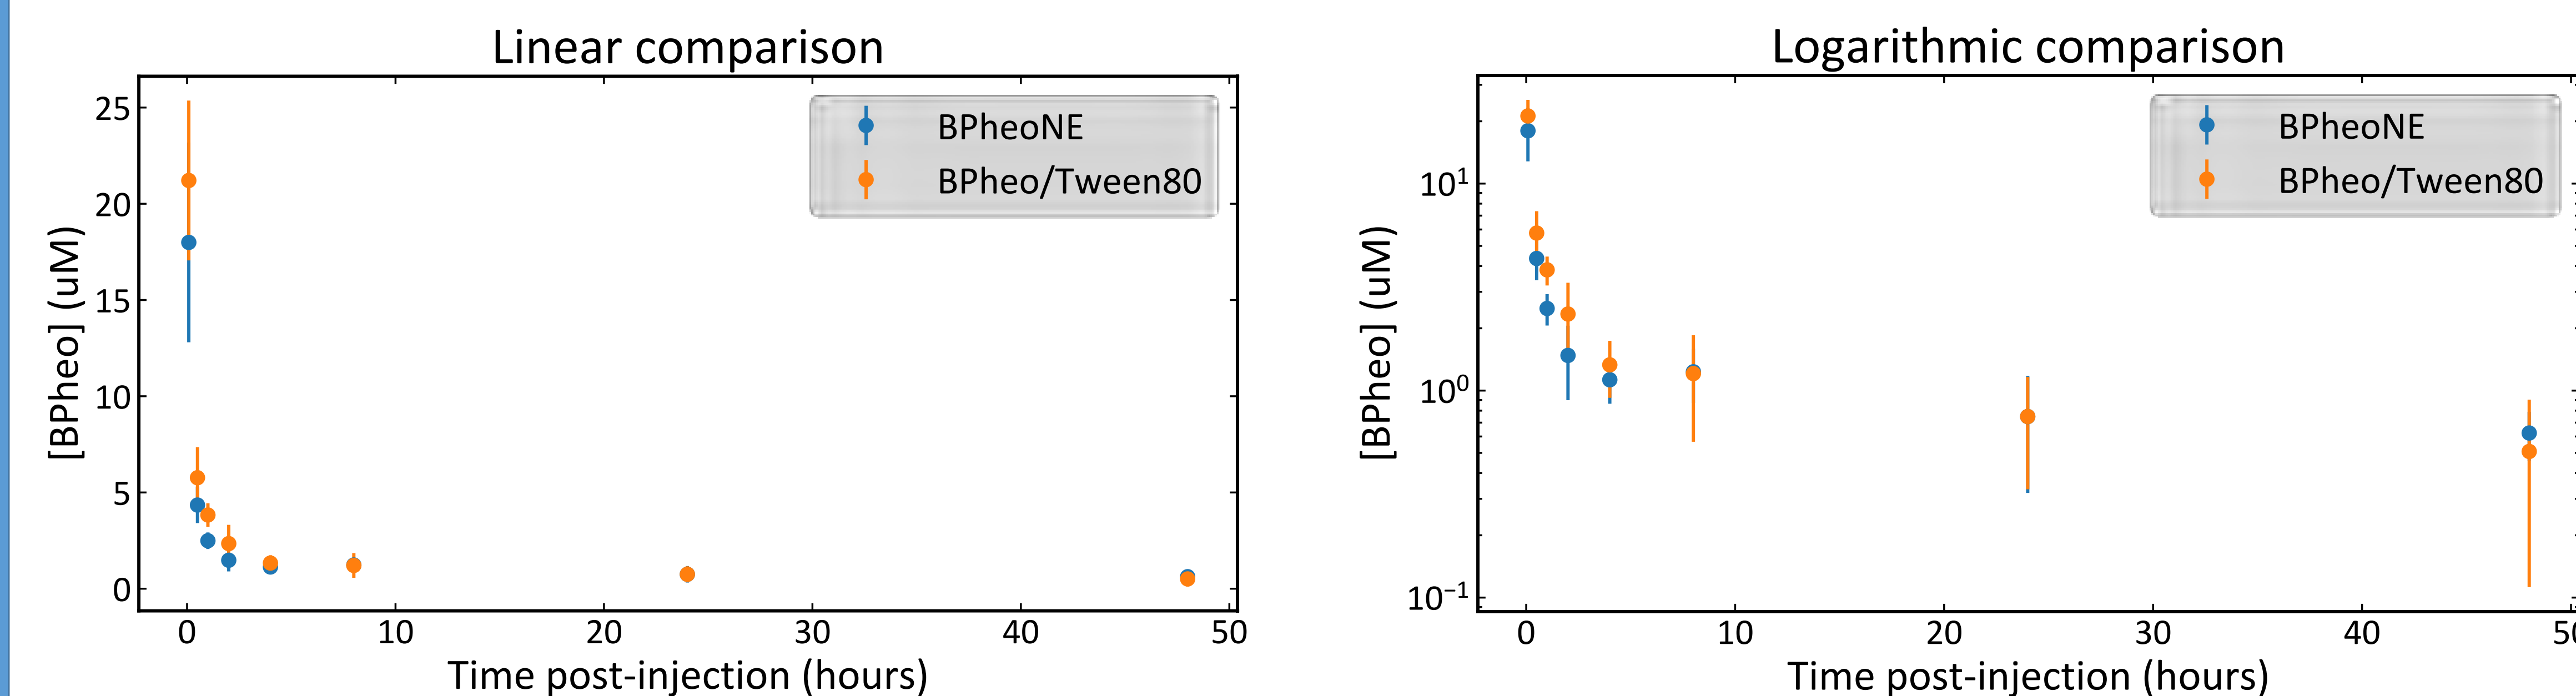 Linear comparison
25
20
15
10
5
0
[BPheo] (uM)
BPheoNE
BPheo/Tween80
0 10 20 30 40 50
Time post-injection (hours)
Logarithmic comparison
10¹
10⁰
10⁻¹
[BPheo] (uM)
BPheoNE
BPheo/Tween80
0 10 20 30 40 50
Time post-injection (hours)